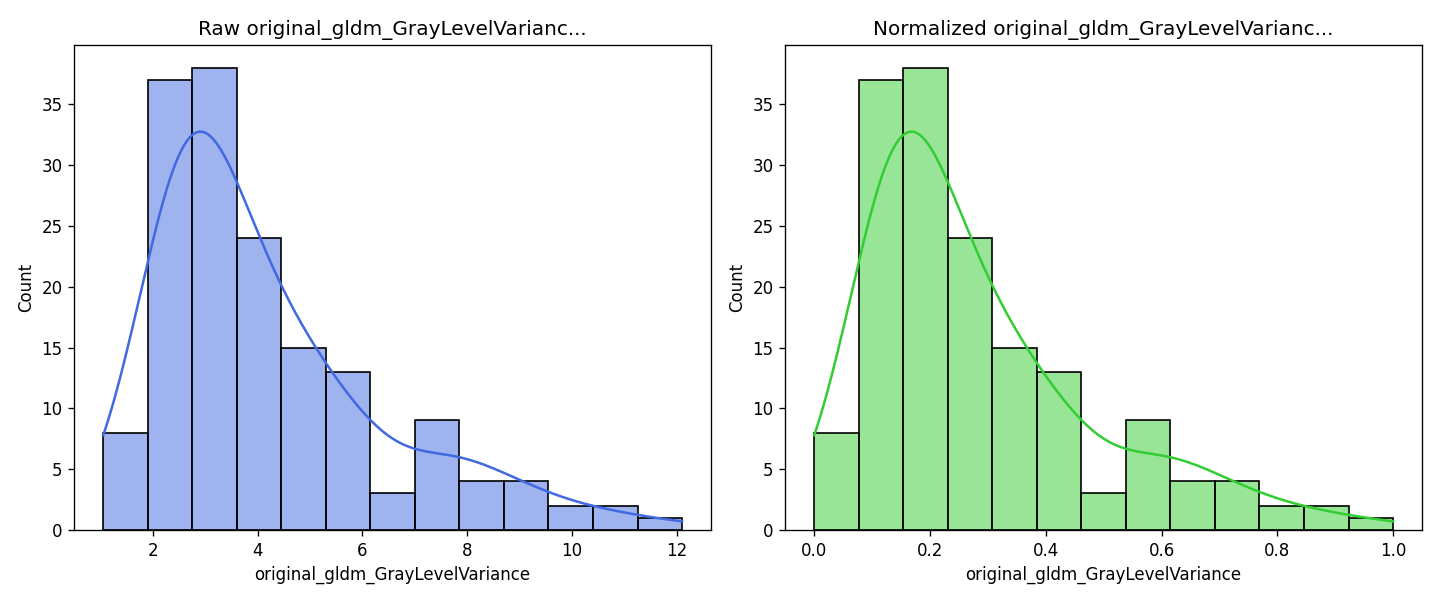 Raw original_gldm_GrayLevelVarianc...
35
30
25
20
15
10
5
0
Count
2 4 6 8 10 12
original_gldm_GrayLevelVariance
Normalized original_gldm_GrayLevelVarianc...
35
30
25
20
15
10
5
0
Count
0.0 0.2 0.4 0.6 0.8 1.0
original_gldm_GrayLevelVariance